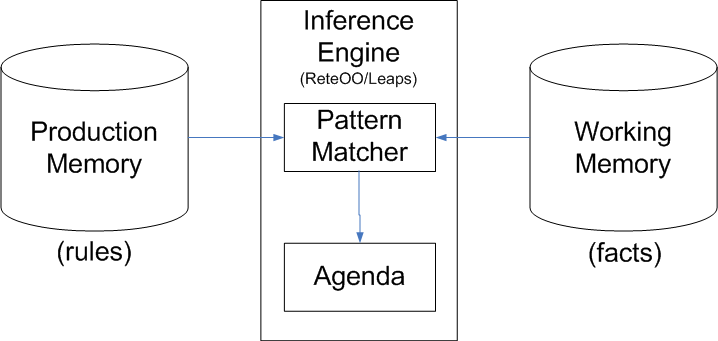 Inference
Engine
(ReteOO/Leaps)
Production
Memory
(rules)
Pattern
Matcher
Agenda
Working
Memory
(facts)